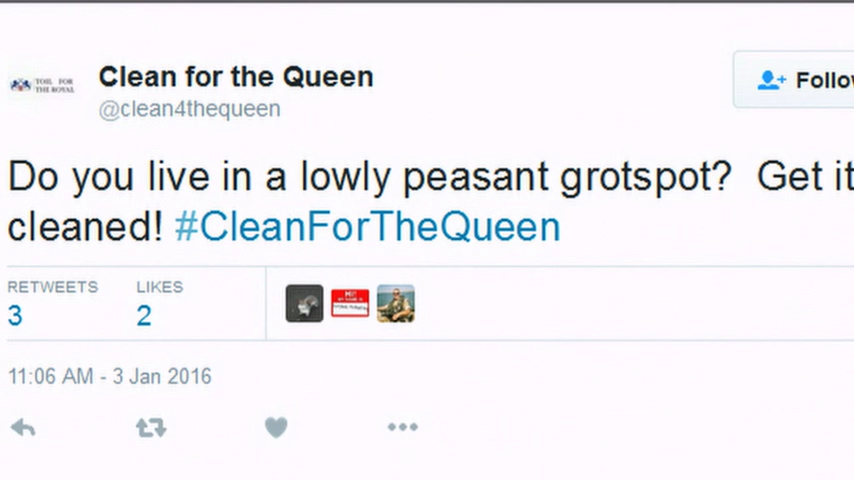 TOIL FOR
THE ROYAL
Clean for the Queen
@clean4thequeen
Follow
Do you live in a lowly peasant grotspot? Get it
cleaned! #CleanForTheQueen
RETWEETS LIKES
3 2
11:06 AM - 3 Jan 2016